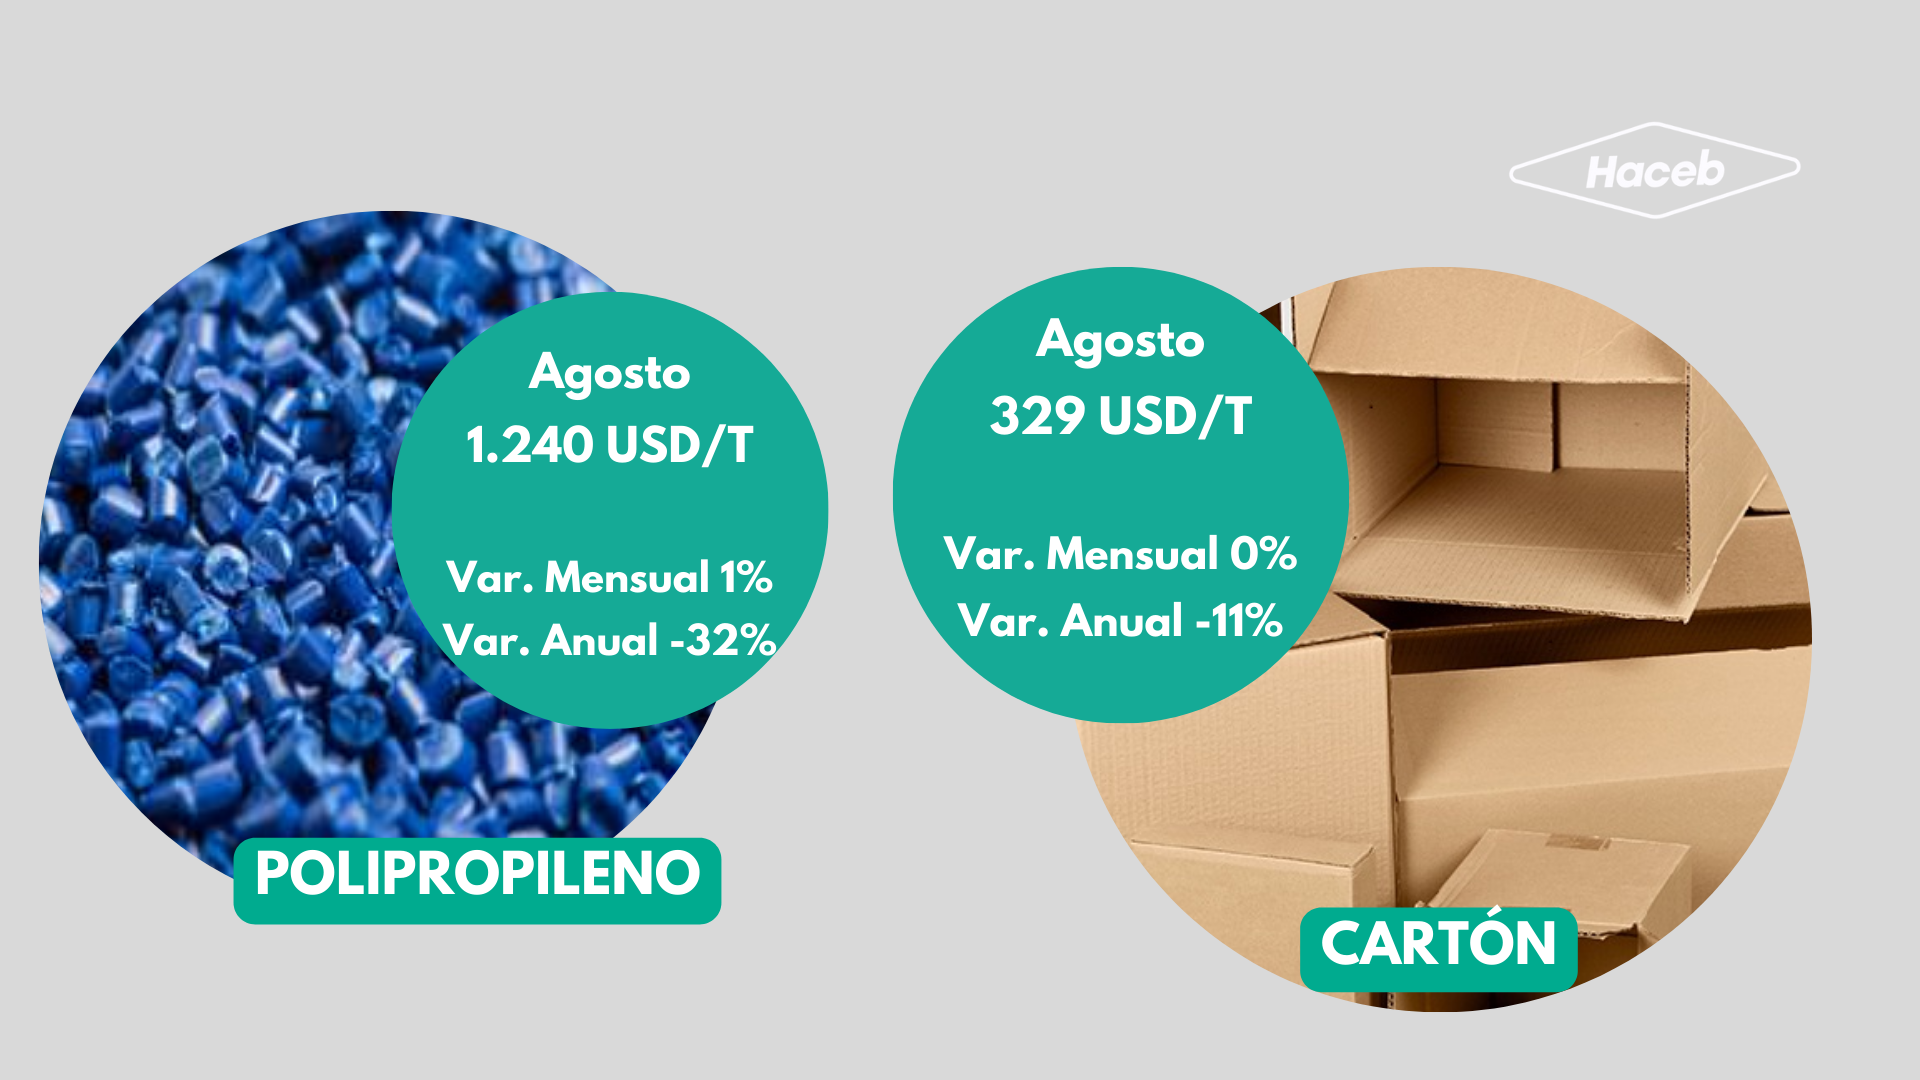 Haceb
Agosto
1.240 USD/T
Var. Mensual 1%
Var. Anual -32%
POLIPROPILENO
Agosto
329 USD/T
Var. Mensual 0%
Var. Anual -11%
CARTÓN